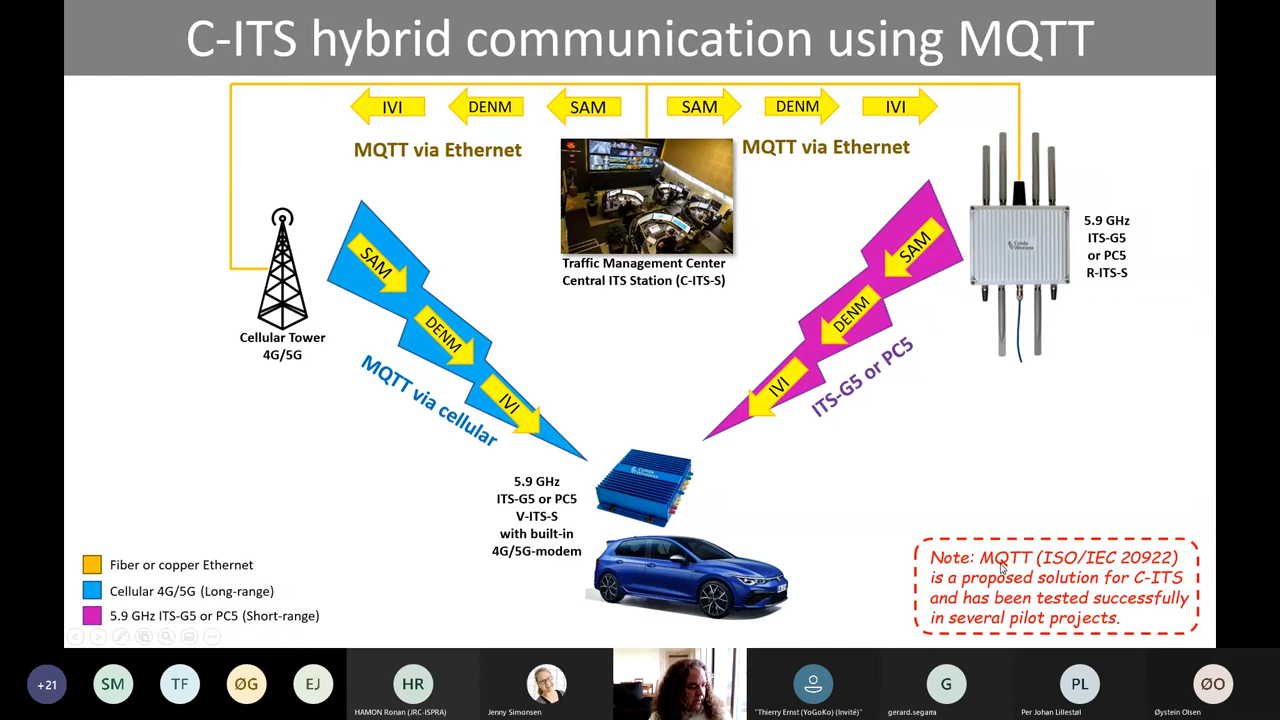 C-ITS hybrid communication using MQTT
IVI
DENM
SAM
SAM
DENM
IVI
MQTT via Ethernet
MQTT via Ethernet
Traffic Management Center
Central ITS Station (C-ITS-S)
Cellular Tower
4G/5G
SAM
DENM
IVI
MQTT via cellular
SAM
DENM
IVI
ITS-G5 or PC5
Cohda
Wireless
5.9 GHz
ITS-G5
or PC5
R-ITS-S
Cohda
Wireless
5.9 GHz
ITS-G5 or PC5
V-ITS-S
with built-in
4G/5G-modem
Fiber or copper Ethernet
Cellular 4G/5G (Long-range)
5.9 GHz ITS-G5 or PC5 (Short-range)
Note: MQTT (ISO/IEC 20922)
is a proposed solution for C-ITS
and has been tested successfully
in several pilot projects.
+21
SM
TF
ØG
EJ
HR
HAMON Ronan (JRC-ISPRA)
Jenny Simonsen
"Thierry Ernst (YoGoKo) (Invité)"
G
gerard.segarra
PL
Per Johan Lillestøl
ØO
Øystein Olsen